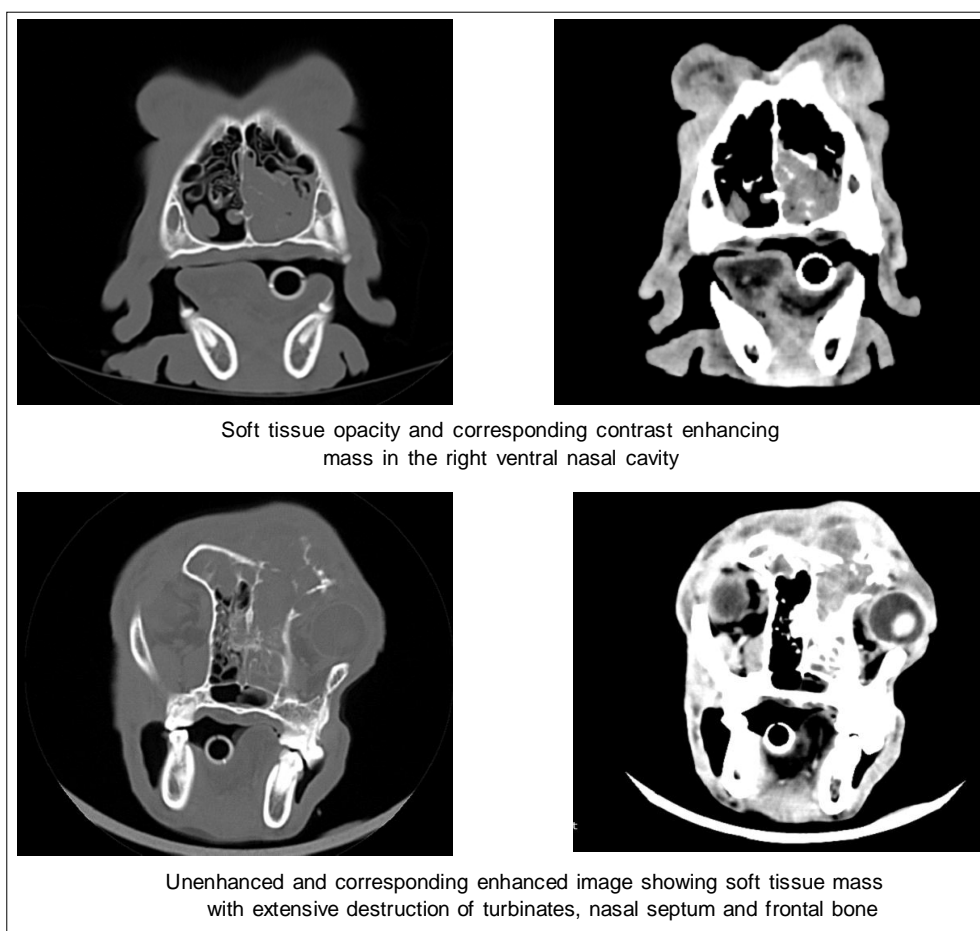 Soft tissue opacity and corresponding contrast enhancing
mass in the right ventral nasal cavity
Unenhanced and corresponding enhanced image showing soft tissue mass
with extensive destruction of turbinates, nasal septum and frontal bone